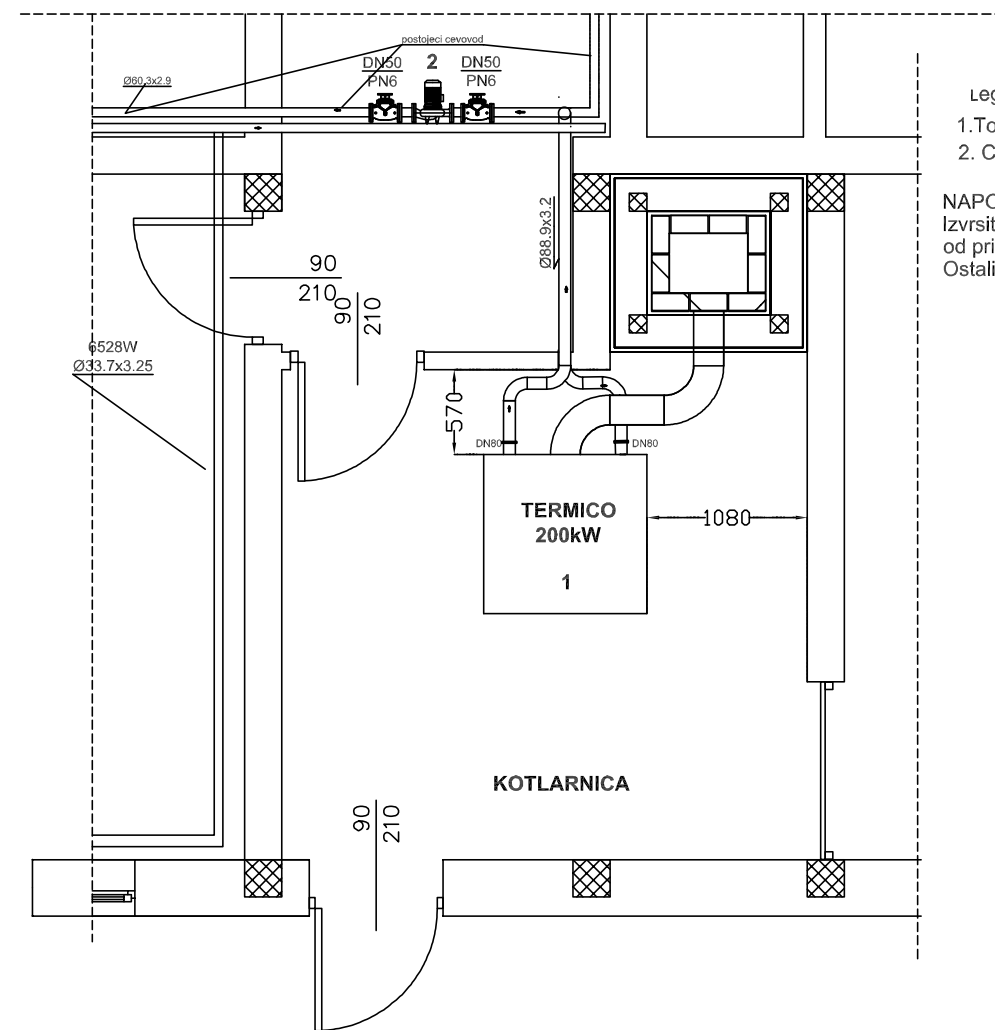 postojeci cevovod
DN50
PN6
2
DN50
PN6
Ø60.3x2.9
Leg
1.To
2. C
NAPO
Izvrsit
od pri
Ostali
Ø88.9x3.2
90
210
90
210
6528W
Ø33.7x3.25
570
DN80
DN80
TERMICO
200kW
1
1080
KOTLARNICA
90
210